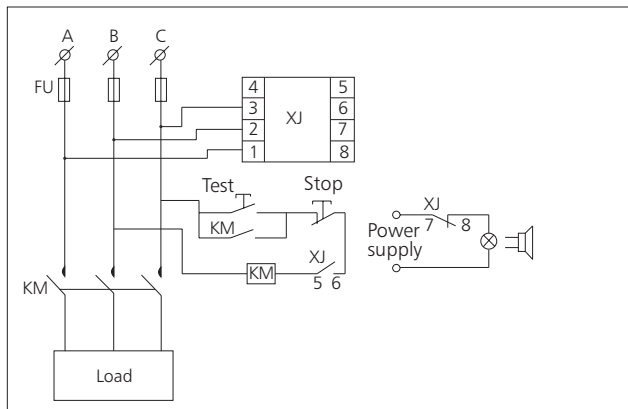 A B C
FU
4 5
3 XJ 6
2 7
1 8
Test Stop
KM
XJ
5 6
KM
XJ
7 8
Power
supply
KM
Load